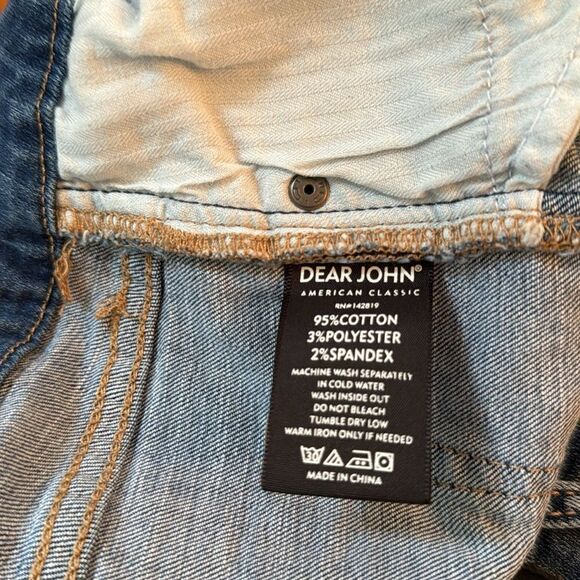 DEAR JOHN®
AMERICAN CLASSIC
RN# 142819
95%COTTON
3%POLYESTER
2%SPANDEX
MACHINE WASH SEPARATELY
IN COLD WATER
WASH INSIDE OUT
DO NOT BLEACH
TUMBLE DRY LOW
WARM IRON ONLY IF NEEDED
30
MADE IN CHINA